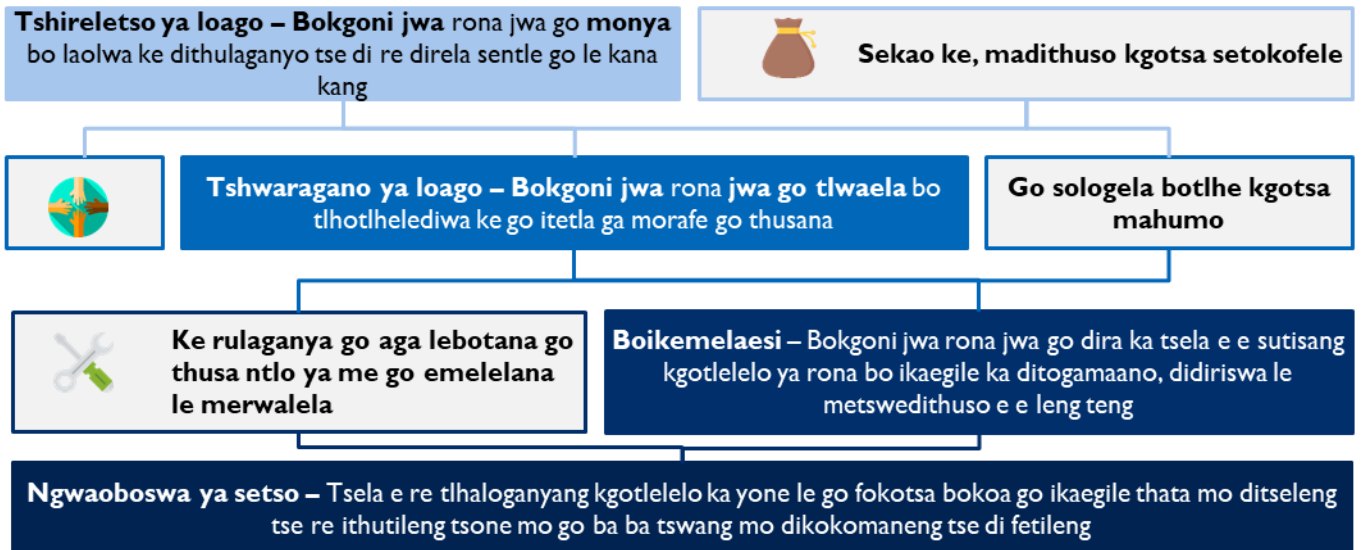 Tshireletso ya loago – Bokgoni jwa rona jwa go monya
bo laolwa ke dithulaganyo tse di re direla sentle go le kana
kang
Sekao ke, madithuso kgotsa setokofele
Tshwaragano ya loago – Bokgoni jwa rona jwa go tlwaela bo
tlhotlhelediwa ke go itetla ga morafe go thusana
Go sologela botlhe kgotsa
mahumo
Ke rulaganya go aga lebotana go
thusa ntlo ya me go emelelana
le merwalela
Boikemelaesi – Bokgoni jwa rona jwa go dira ka tsela e e sutisang
kgotlelelo ya rona bo ikaegile ka ditogamaano, didiriswa le
metswedithuso e e leng teng
Ngwaoboswa ya setso – Tsela e re tlhaloganyang kgotlelelo ka yone le go fokotsa bokoa go ikaegile thata mo ditseleng
tse re ithutileng tsone mo go ba ba tswang mo dikokomaneng tse di fetileng